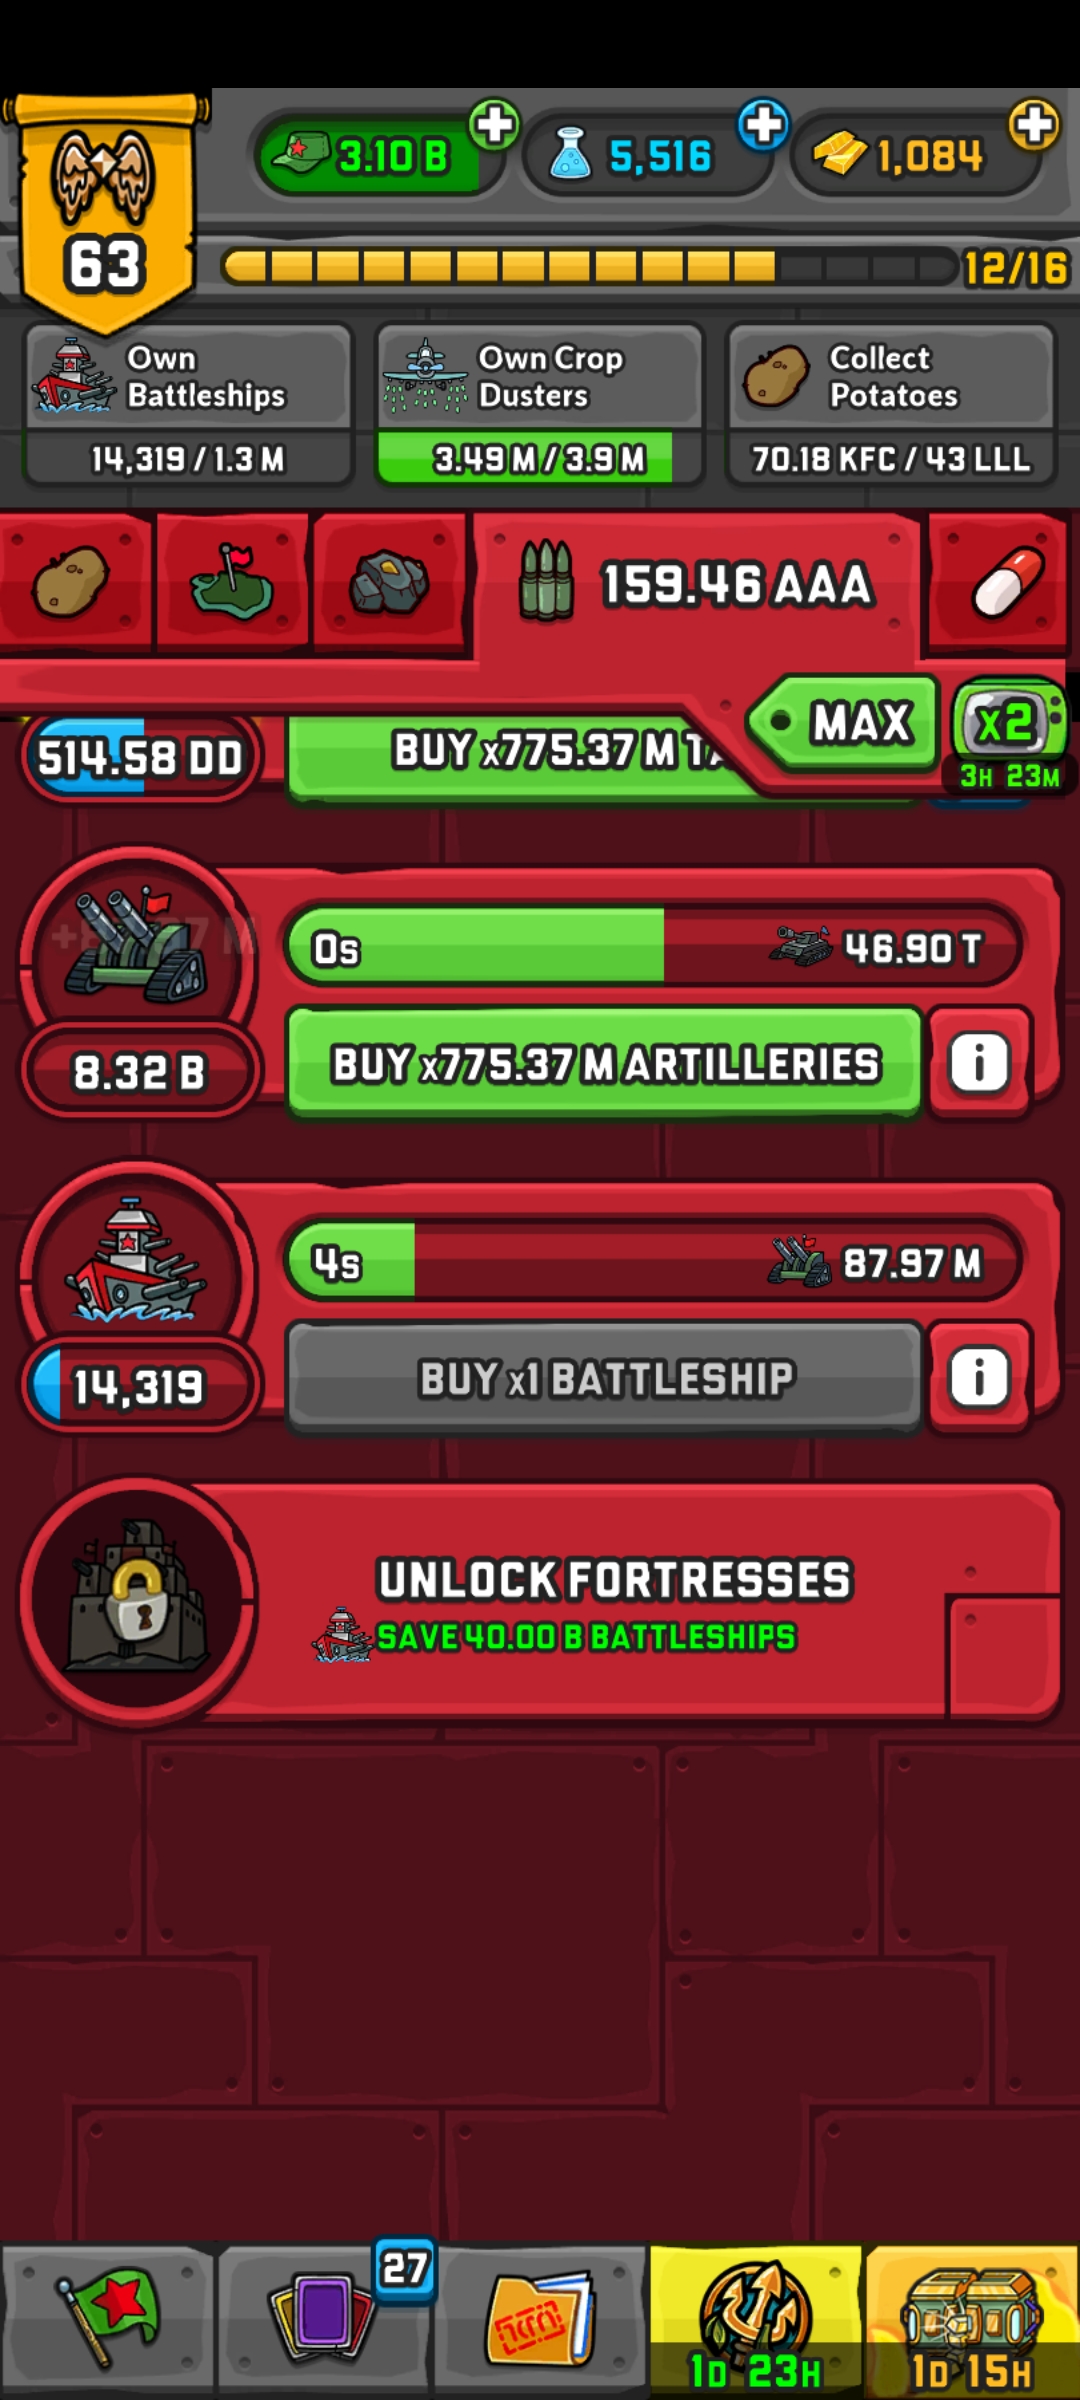 3.10 B
5,516
1,084
63
12/16
Own
Battleships
14,319 / 1.3 M
Own Crop
Dusters
3.49 M / 3.9 M
Collect
Potatoes
70.18 KFC / 43 LLL
159.46 AAA
MAX
x2
3H 23M
514.58 DD
BUY x775.37 M
0s
46.90 T
8.32 B
BUY x775.37 M ARTILLERIES
i
4s
87.97 M
14,319
BUY x1 BATTLESHIP
i
UNLOCK FORTRESSES
SAVE 40.00 B BATTLESHIPS
27
1D 23H
1D 15H